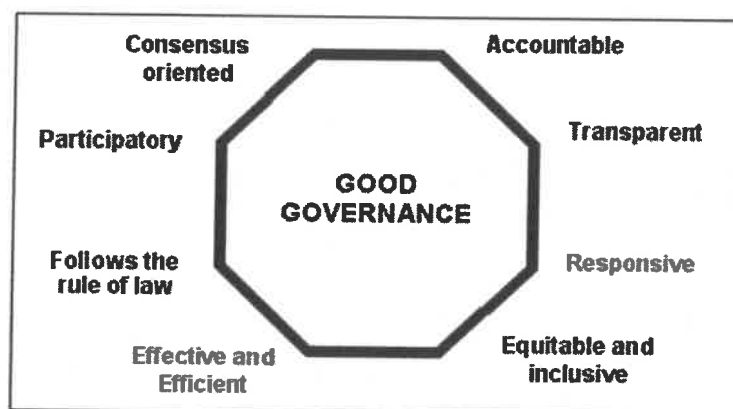 Consensus
oriented
Accountable
Participatory
Transparent
GOOD
GOVERNANCE
Follows the
rule of law
Responsive
Effective and
Efficient
Equitable and
inclusive